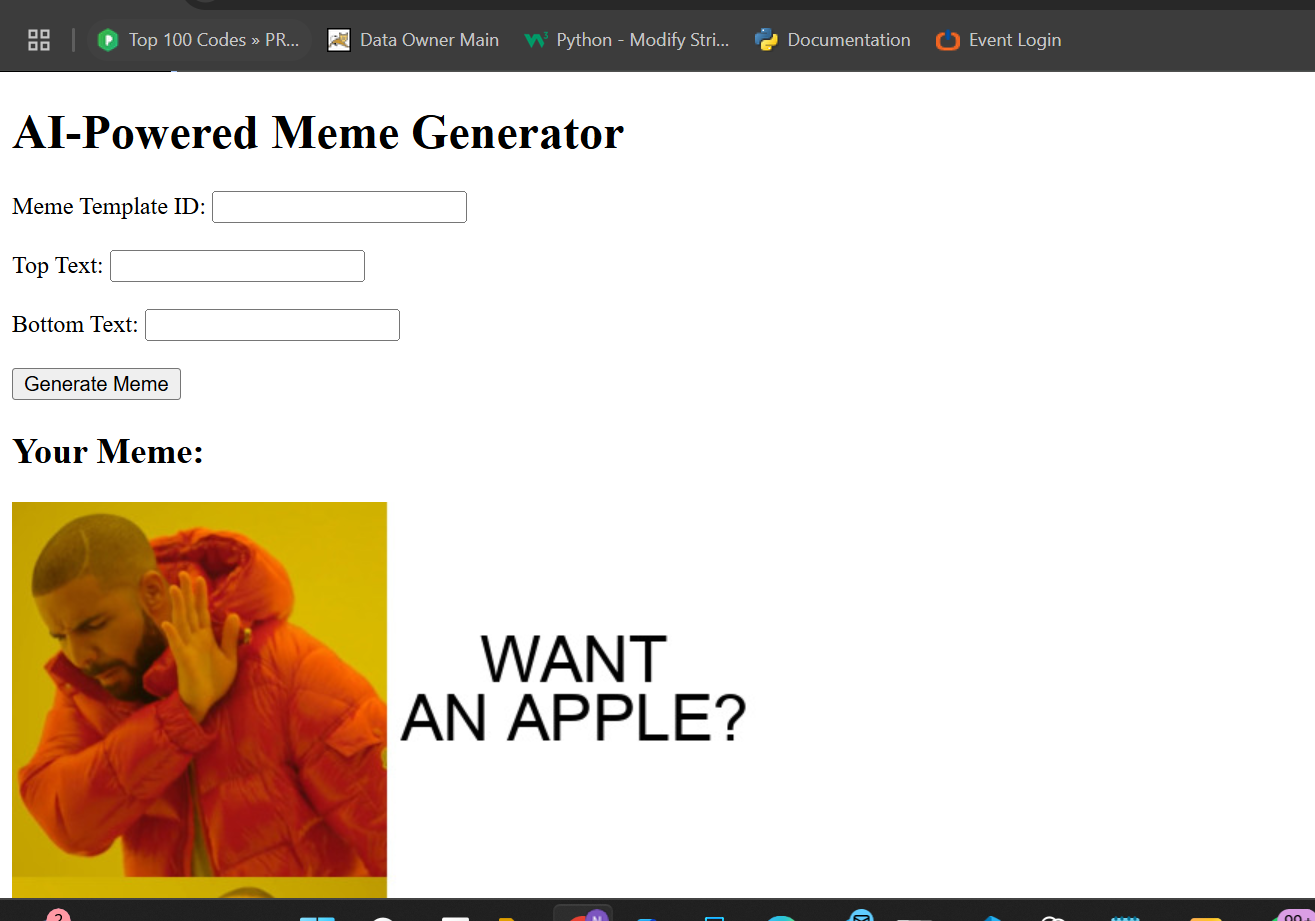 Top 100 Codes » PR... Data Owner Main Python - Modify Stri... Documentation Event Login
AI-Powered Meme Generator
Meme Template ID:
Top Text:
Bottom Text:
Generate Meme
Your Meme:
WANT
AN APPLE?